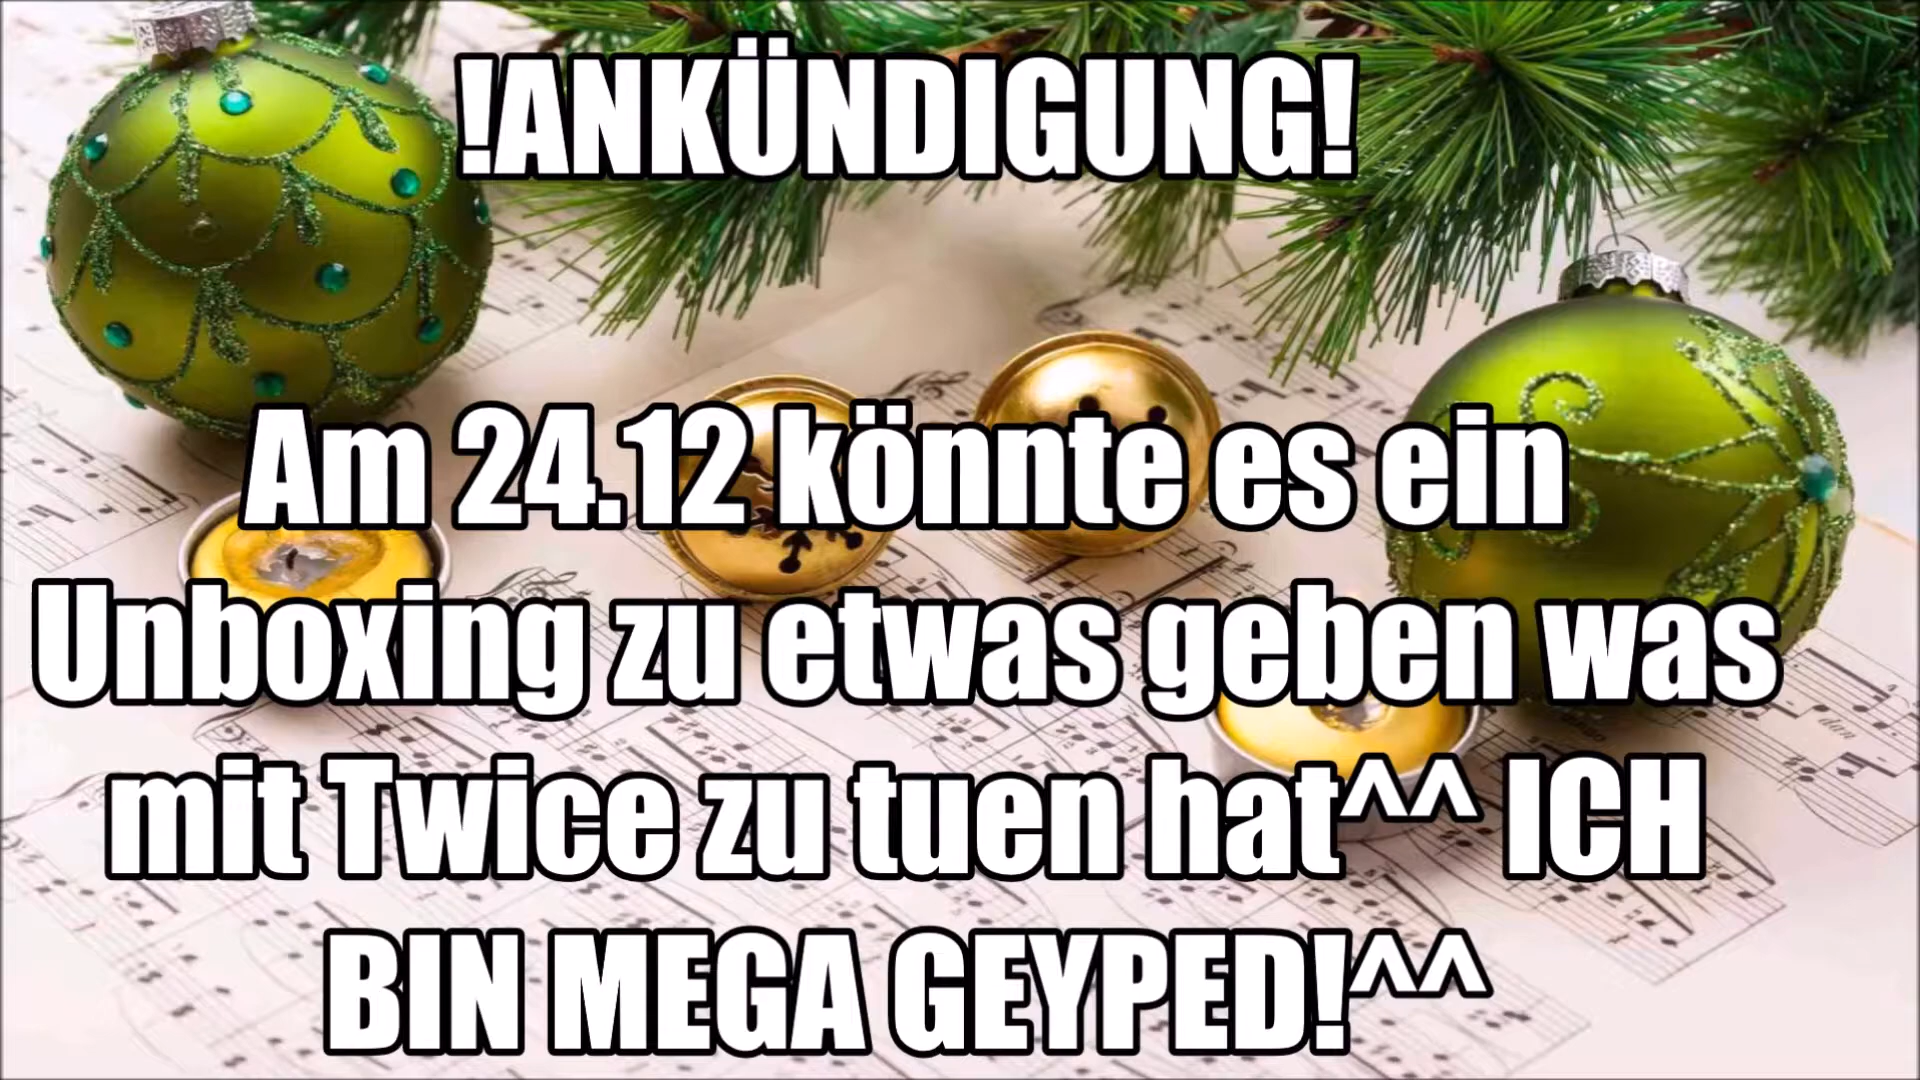 !ANKÜNDIGUNG!
Am 24.12 könnte es ein
Unboxing zu etwas geben was
mit Twice zu tuen hat^^ ICH
BIN MEGA GEYPED!^^